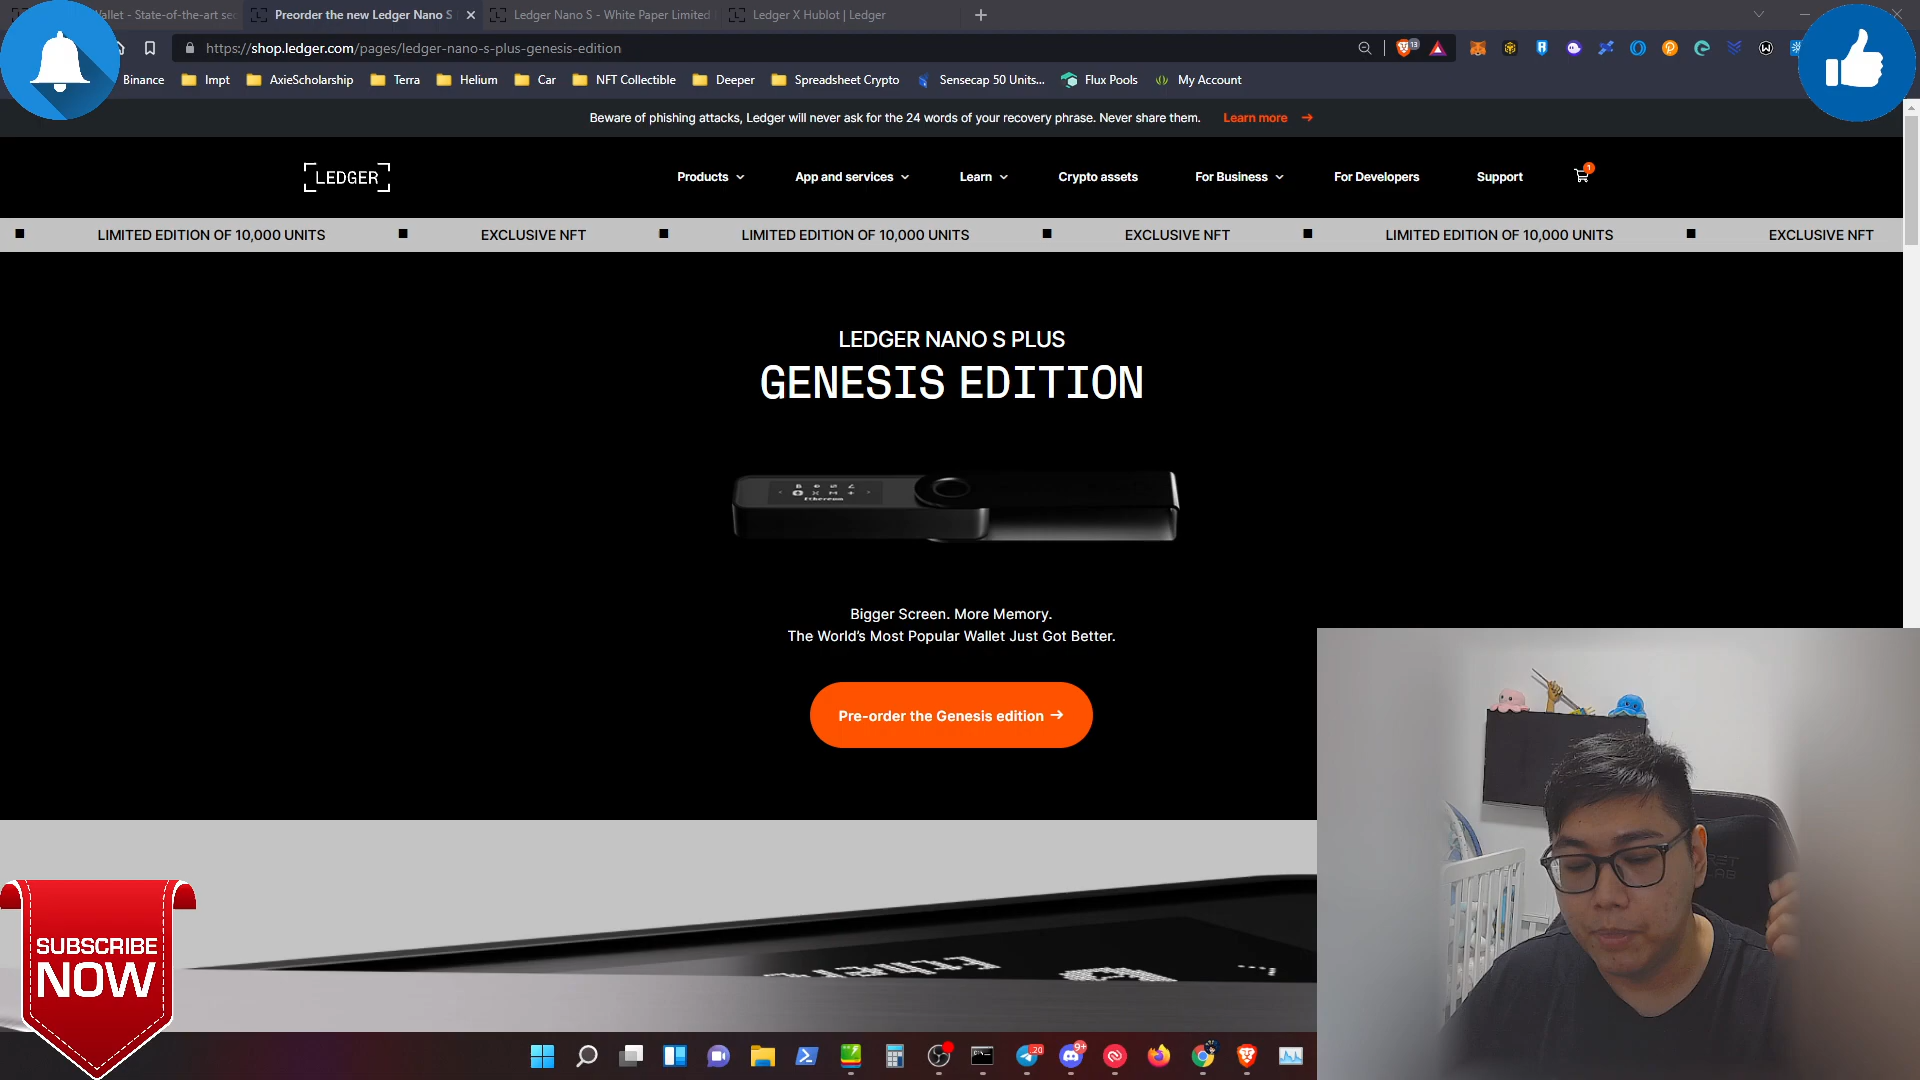 Wallet - State-of-the-art sec
Preorder the new Ledger Nano S
Ledger Nano S - White Paper Limited
Ledger X Hublot | Ledger
https://shop.ledger.com/pages/ledger-nano-s-plus-genesis-edition
13
Binance
Impt
AxieScholarship
Terra
Helium
Car
NFT Collectible
Deeper
Spreadsheet Crypto
Sensecap 50 Units...
Flux Pools
My Account
Beware of phishing attacks, Ledger will never ask for the 24 words of your recovery phrase. Never share them. Learn more →
LEDGER
Products
App and services
Learn
Crypto assets
For Business
For Developers
Support
1
LIMITED EDITION OF 10,000 UNITS ■ EXCLUSIVE NFT ■ LIMITED EDITION OF 10,000 UNITS ■ EXCLUSIVE NFT ■ LIMITED EDITION OF 10,000 UNITS ■ EXCLUSIVE NFT
LEDGER NANO S PLUS
GENESIS EDITION
Ethereum
Bigger Screen. More Memory.
The World's Most Popular Wallet Just Got Better.
Pre-order the Genesis edition →
SUBSCRIBE
NOW
20
9+